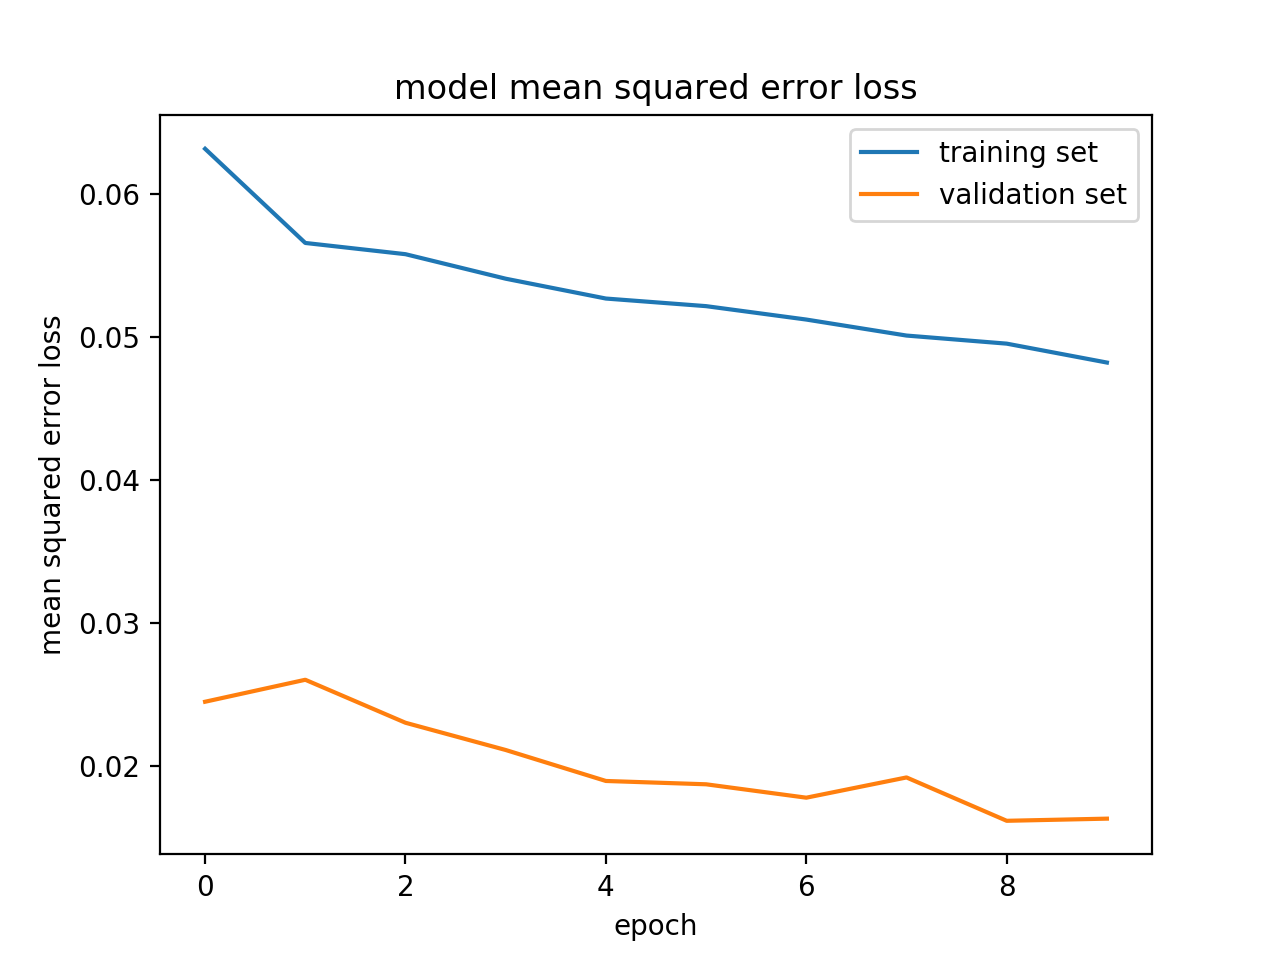 model mean squared error loss
training set
validation set
mean squared error loss
0.06
0.05
0.04
0.03
0.02
0 2 4 6 8
epoch